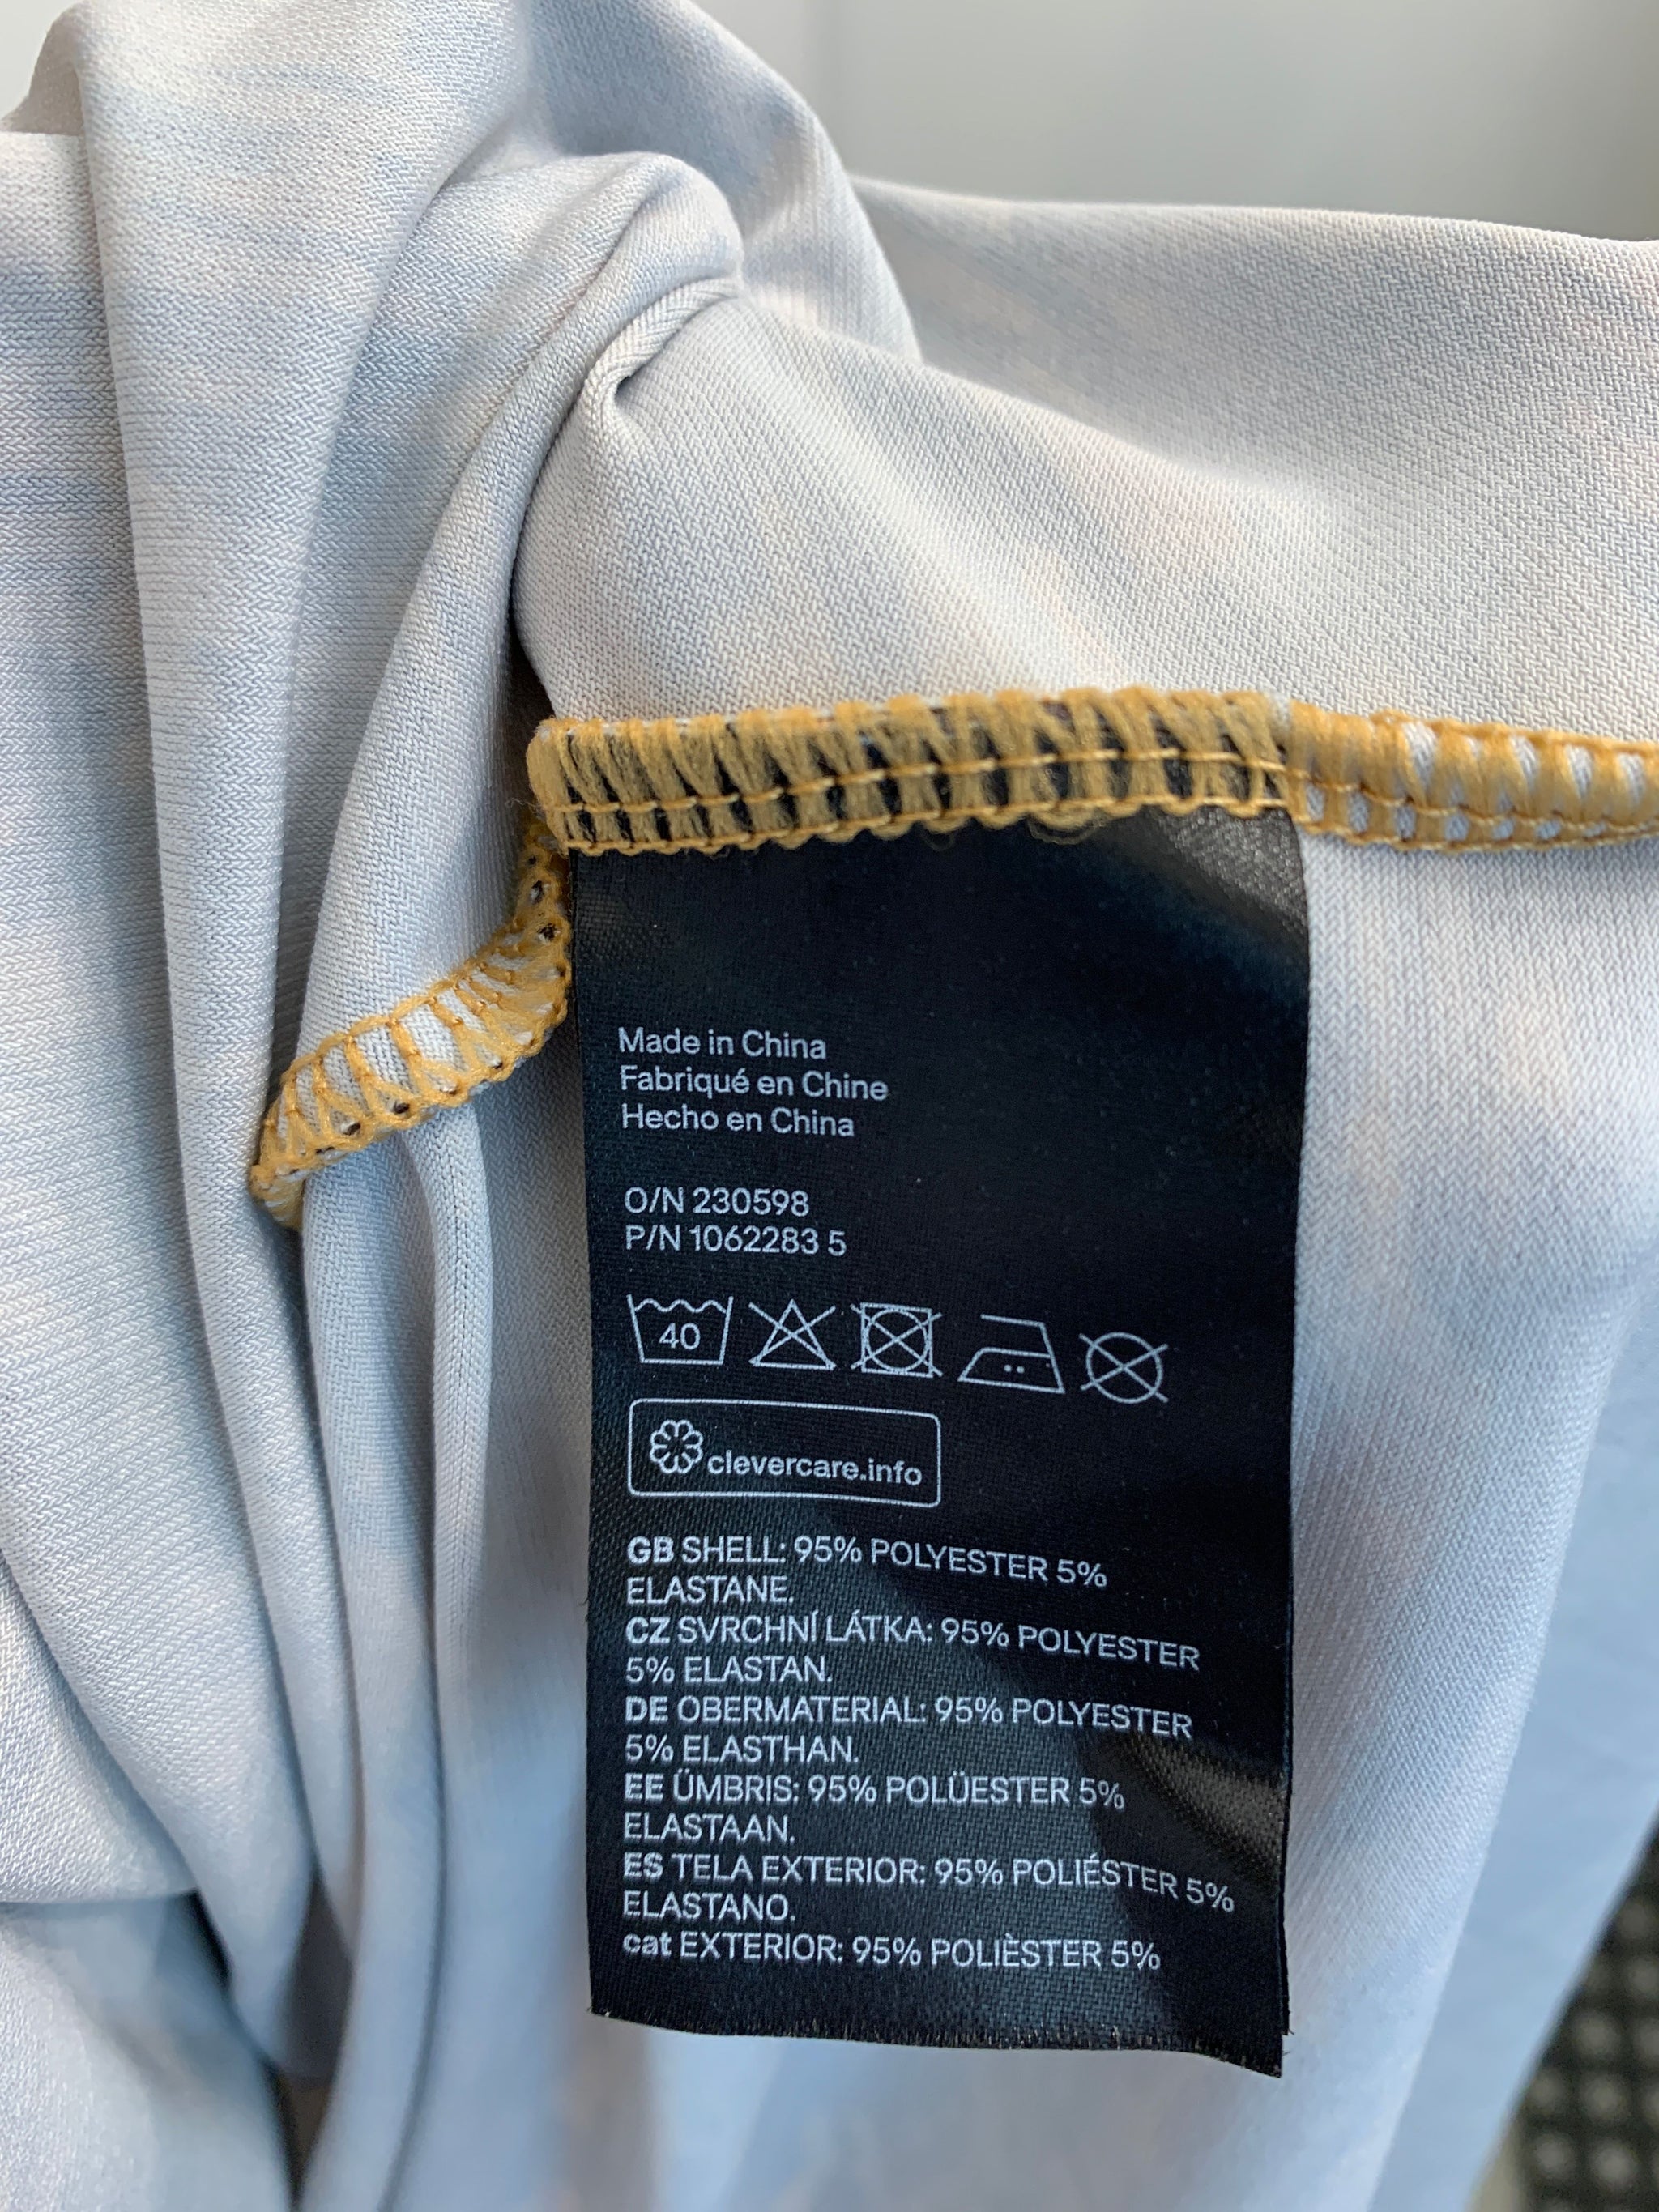 Made in China
Fabriqué en Chine
Hecho en China
O/N 230598
P/N 1062283 5
40
clevercare.info
GB SHELL: 95% POLYESTER 5%
ELASTANE.
CZ SVRCHNÍ LÁTKA: 95% POLYESTER
5% ELASTAN.
DE OBERMATERIAL: 95% POLYESTER
5% ELASTHAN.
EE ÜMBRIS: 95% POLÜESTER 5%
ELASTAAN.
ES TELA EXTERIOR: 95% POLIÉSTER 5%
ELASTANO.
cat EXTERIOR: 95% POLIÈSTER 5%